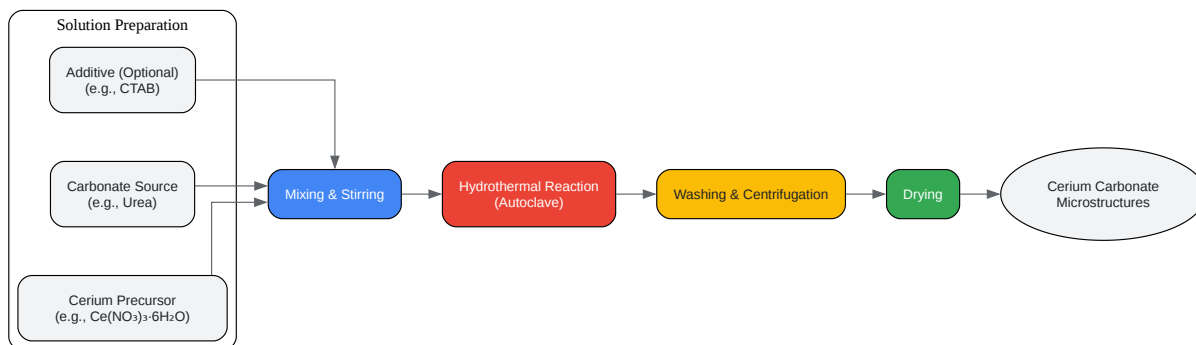 Solution Preparation
Additive (Optional)
(e.g., CTAB)
Carbonate Source
(e.g., Urea)
Cerium Precursor
(e.g., Ce(NO₃)₃·6H₂O)
Mixing & Stirring
Hydrothermal Reaction
(Autoclave)
Washing & Centrifugation
Drying
Cerium Carbonate
Microstructures